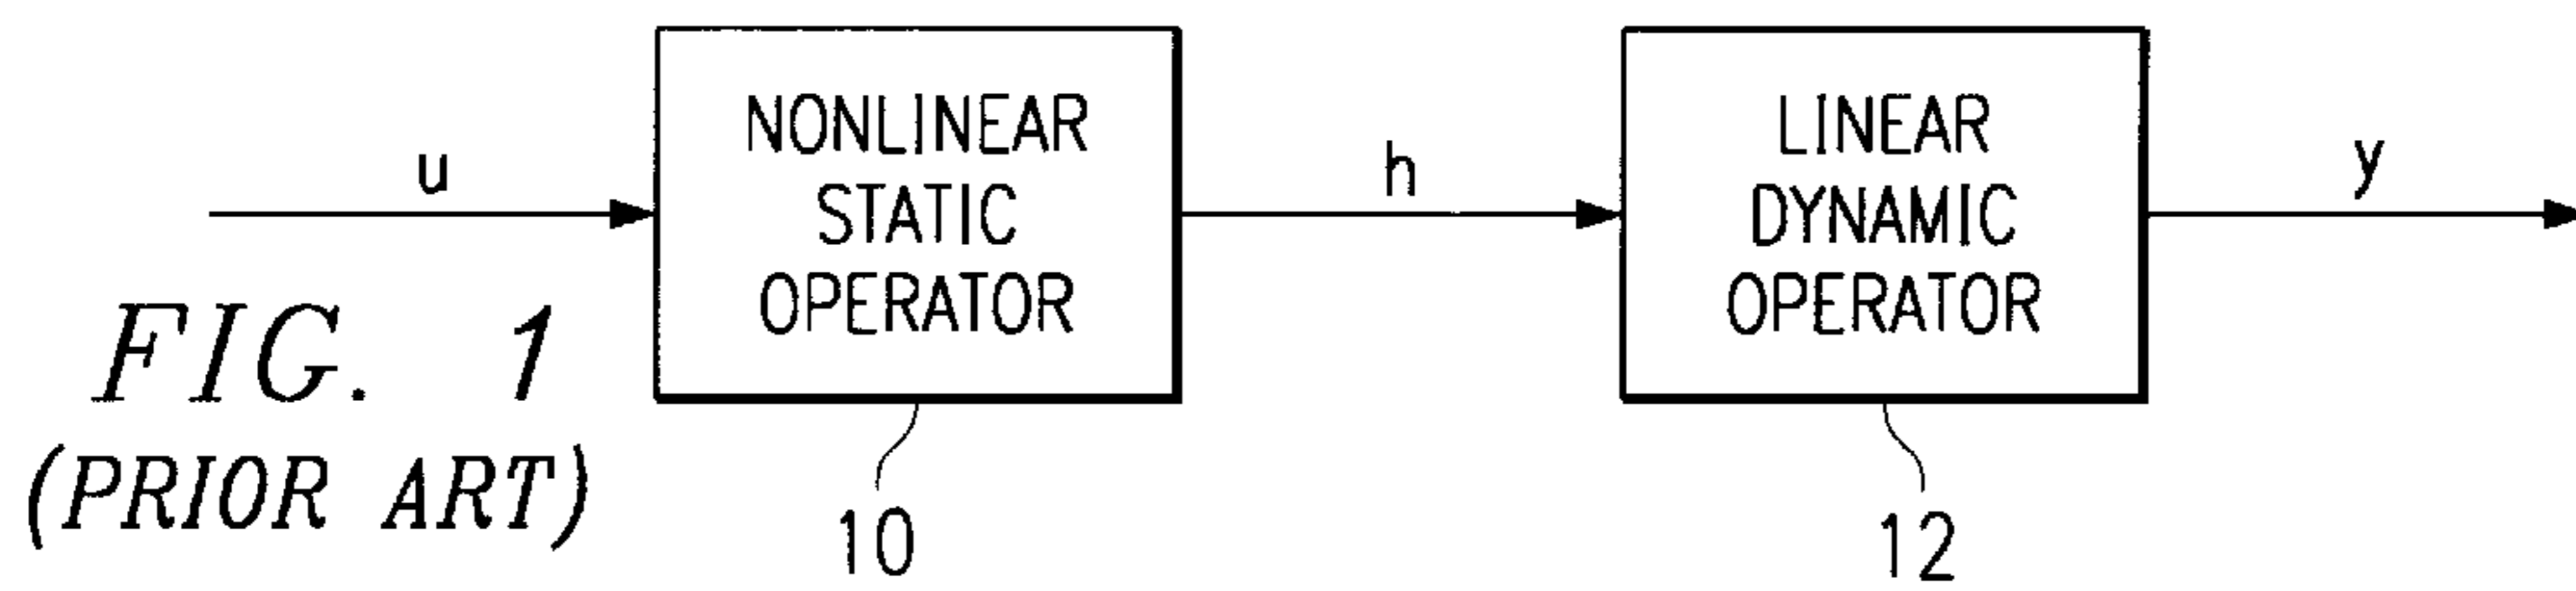 u
NONLINEAR
STATIC
OPERATOR
10
h
LINEAR
DYNAMIC
OPERATOR
12
y
FIG. 1
(PRIOR ART)